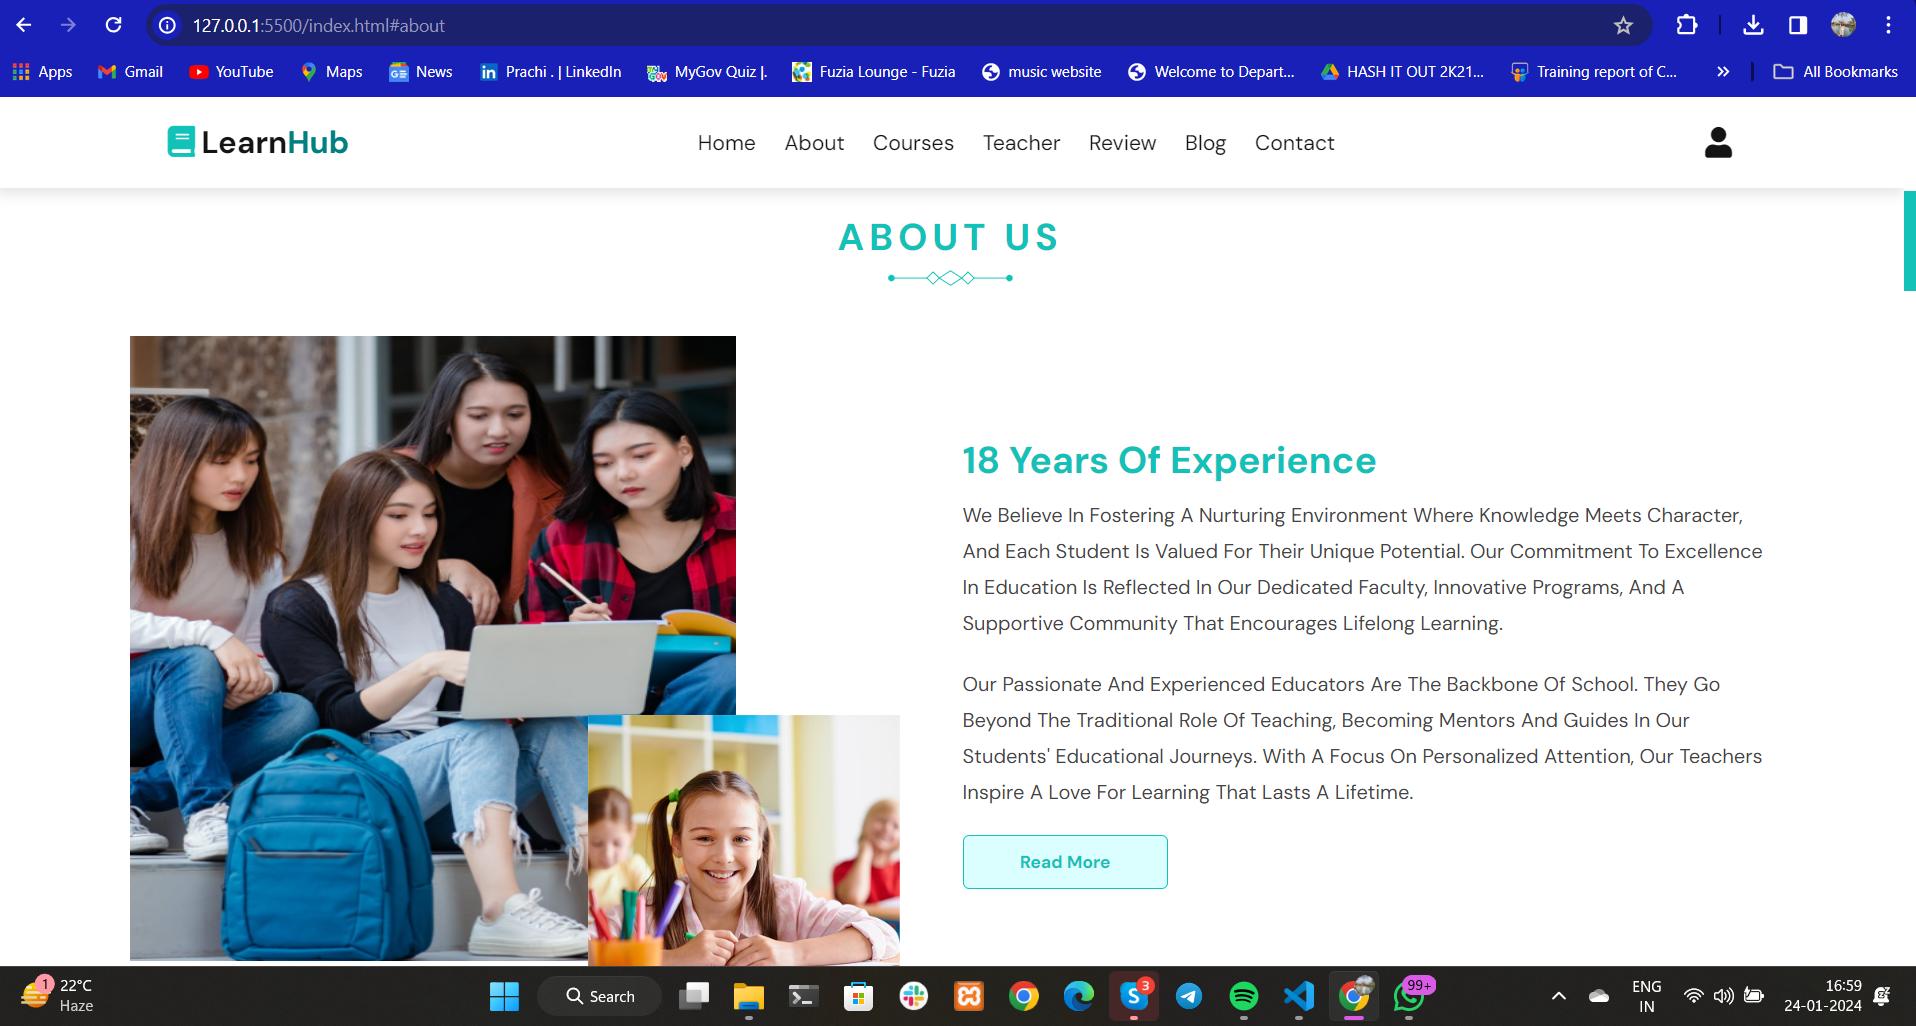 127.0.0.1:5500/index.html#about
Apps Gmail YouTube Maps News Prachi . | LinkedIn MyGov Quiz |. Fuzia Lounge - Fuzia music website Welcome to Depart... HASH IT OUT 2K21... Training report of C... » All Bookmarks
LearnHub Home About Courses Teacher Review Blog Contact
ABOUT US
18 Years Of Experience
We Believe In Fostering A Nurturing Environment Where Knowledge Meets Character,
And Each Student Is Valued For Their Unique Potential. Our Commitment To Excellence
In Education Is Reflected In Our Dedicated Faculty, Innovative Programs, And A
Supportive Community That Encourages Lifelong Learning.
Our Passionate And Experienced Educators Are The Backbone Of School. They Go
Beyond The Traditional Role Of Teaching, Becoming Mentors And Guides In Our
Students' Educational Journeys. With A Focus On Personalized Attention, Our Teachers
Inspire A Love For Learning That Lasts A Lifetime.
Read More
1 22°C Search 3 99+ ENG 16:59
Haze IN 24-01-2024